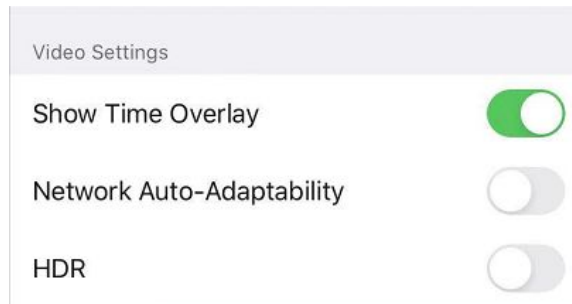 Video Settings
Show Time Overlay
Network Auto-Adaptability
HDR